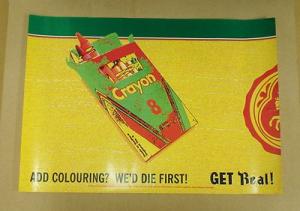 Crayon
8
ADD COLOURING? WE'D DIE FIRST! GET Real!